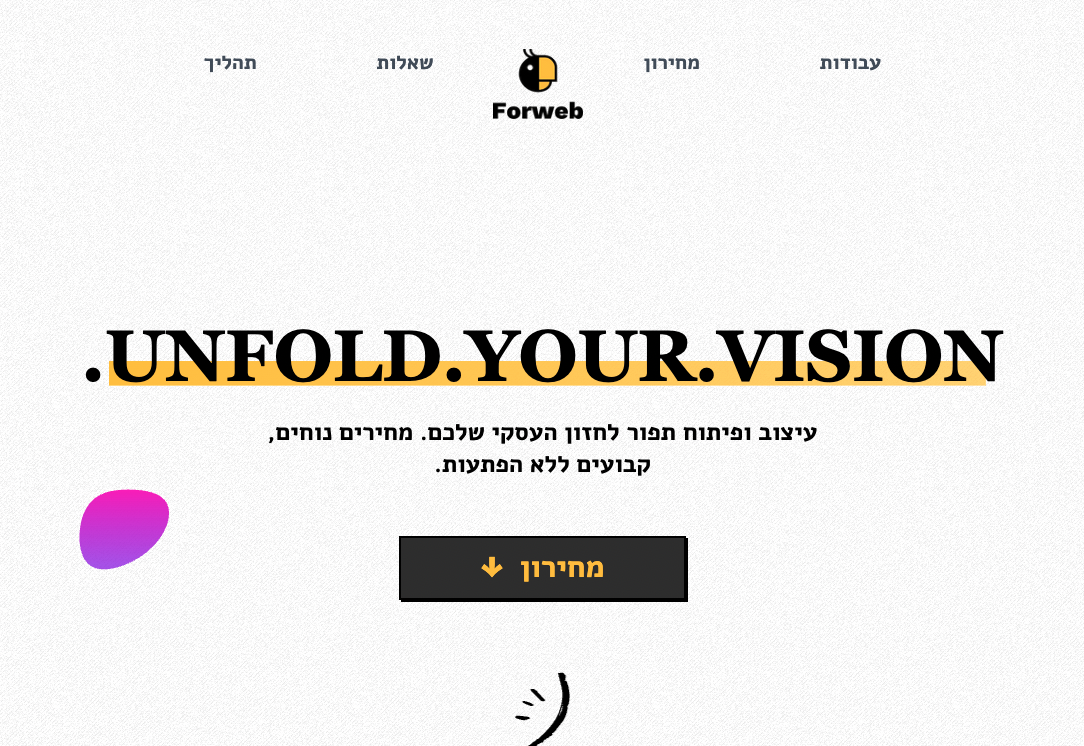 עבודות
מחירון
Forweb
שאלות
תהליך
.UNFOLD.YOUR.VISION
עיצוב ופיתוח תפור לחזון העסקי שלכם. מחירים נוחים,
קבועים ללא הפתעות.
מחירון ↓